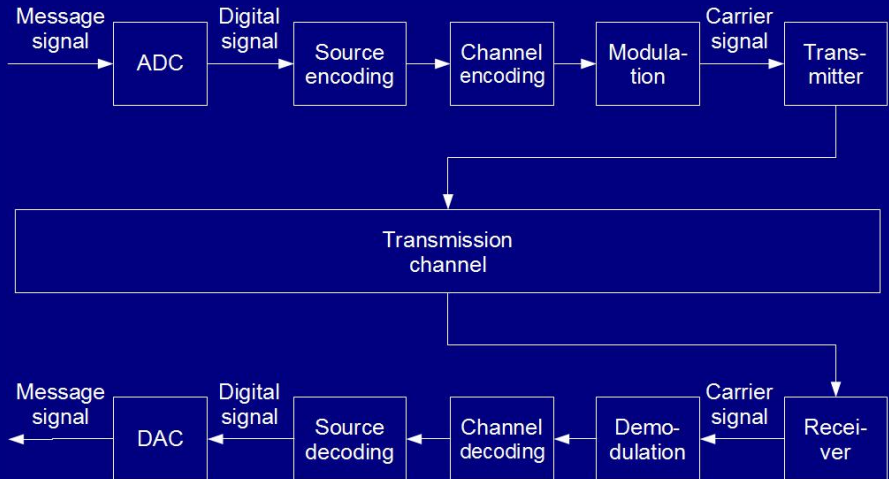 Message
signal
ADC
Digital
signal
Source
encoding
Channel
encoding
Modula-
tion
Carrier
signal
Trans-
mitter
Transmission
channel
Message
signal
DAC
Digital
signal
Source
decoding
Channel
decoding
Demo-
dulation
Carrier
signal
Recei-
ver